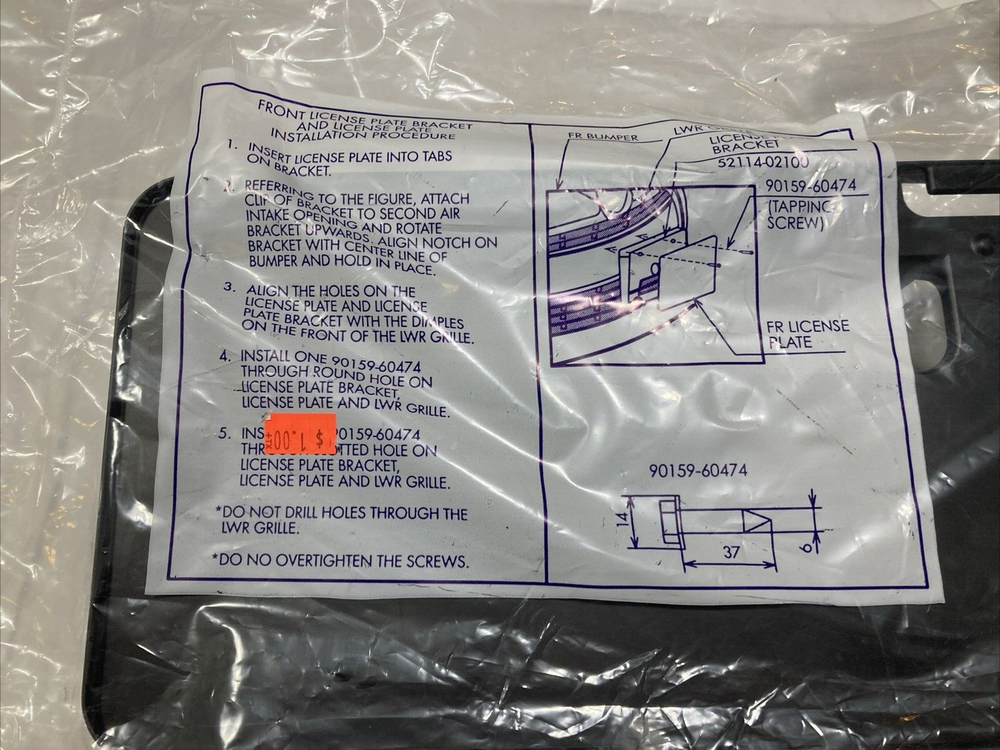 FRONT LICENSE PLATE BRACKET
AND LICENSE PLATE
INSTALLATION PROCEDURE
1. INSERT LICENSE PLATE INTO TABS
ON BRACKET.
2. REFERRING TO THE FIGURE, ATTACH
CLIP OF BRACKET TO SECOND AIR
INTAKE OPENING AND ROTATE
BRACKET UPWARDS. ALIGN NOTCH ON
BRACKET WITH CENTER LINE OF
BUMPER AND HOLD IN PLACE.
3. ALIGN THE HOLES ON THE
LICENSE PLATE AND LICENSE
PLATE BRACKET WITH THE DIMPLES
ON THE FRONT OF THE LWR GRILLE.
4. INSTALL ONE 90159-60474
THROUGH ROUND HOLE ON
LICENSE PLATE BRACKET,
LICENSE PLATE AND LWR GRILLE.
5. INS 90159-60474
THR TTED HOLE ON
LICENSE PLATE BRACKET,
LICENSE PLATE AND LWR GRILLE.
$ 1.00
*DO NOT DRILL HOLES THROUGH THE
LWR GRILLE.
*DO NO OVERTIGHTEN THE SCREWS.
FR BUMPER
LWR
LICENSE
BRACKET
52114-02100
90159-60474
(TAPPING
SCREW)
FR LICENSE
PLATE
90159-60474
14
37
6